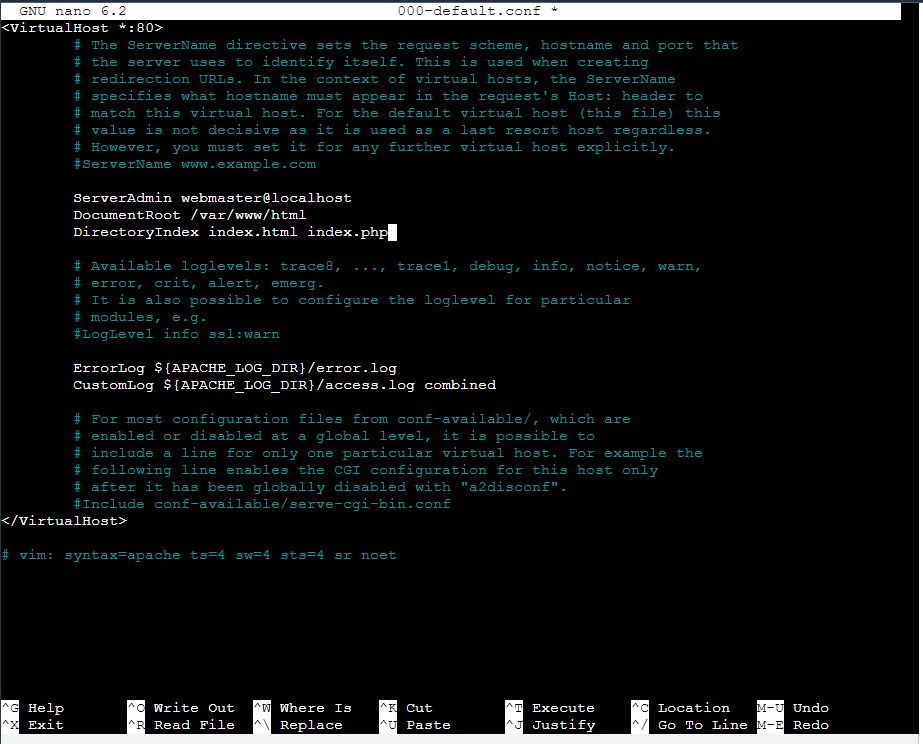 GNU nano 6.2 000-default.conf *
<VirtualHost *:80>
# The ServerName directive sets the request scheme, hostname and port that
# the server uses to identify itself. This is used when creating
# redirection URLs. In the context of virtual hosts, the ServerName
# specifies what hostname must appear in the request's Host: header to
# match this virtual host. For the default virtual host (this file) this
# value is not decisive as it is used as a last resort host regardless.
# However, you must set it for any further virtual host explicitly.
#ServerName www.example.com
ServerAdmin webmaster@localhost
DocumentRoot /var/www/html
DirectoryIndex index.html index.php
# Available loglevels: trace8, ..., trace1, debug, info, notice, warn,
# error, crit, alert, emerg.
# It is also possible to configure the loglevel for particular
# modules, e.g.
#LogLevel info ssl:warn
ErrorLog ${APACHE_LOG_DIR}/error.log
CustomLog ${APACHE_LOG_DIR}/access.log combined
# For most configuration files from conf-available/, which are
# enabled or disabled at a global level, it is possible to
# include a line for only one particular virtual host. For example the
# following line enables the CGI configuration for this host only
# after it has been globally disabled with "a2disconf".
#Include conf-available/serve-cgi-bin.conf
</VirtualHost>
# vim: syntax=apache ts=4 sw=4 sts=4 sr noet
^G Help ^O Write Out ^W Where Is ^K Cut ^T Execute ^C Location M-U Undo
^X Exit ^R Read File ^\ Replace ^U Paste ^J Justify ^/ Go To Line M-E Redo